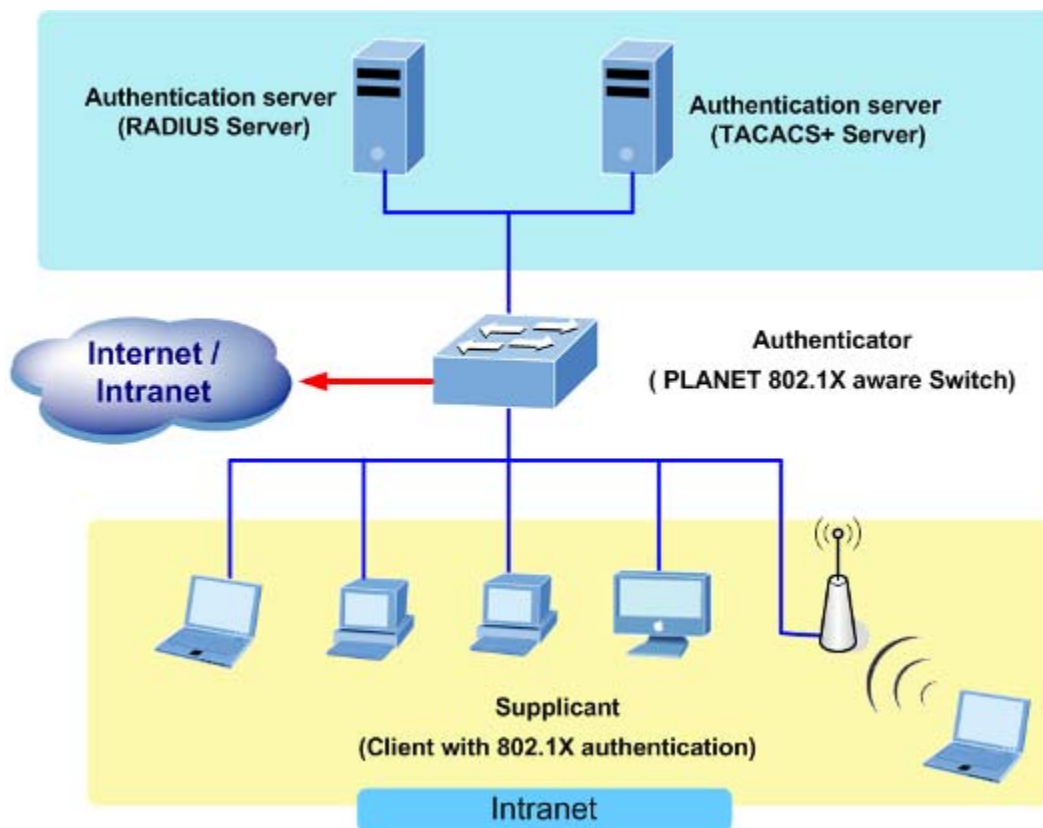 Authentication server
(RADIUS Server)
Authentication server
(TACACS+ Server)
Internet /
Intranet
Authenticator
( PLANET 802.1X aware Switch)
Supplicant
(Client with 802.1X authentication)
Intranet